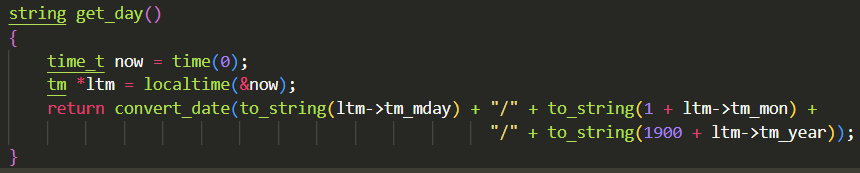 string get_day()
{
    time_t now = time(0);
    tm *ltm = localtime(&now);
    return convert_date(to_string(ltm->tm_mday) + "/" + to_string(1 + ltm->tm_mon) +
                                        "/" + to_string(1900 + ltm->tm_year));
}